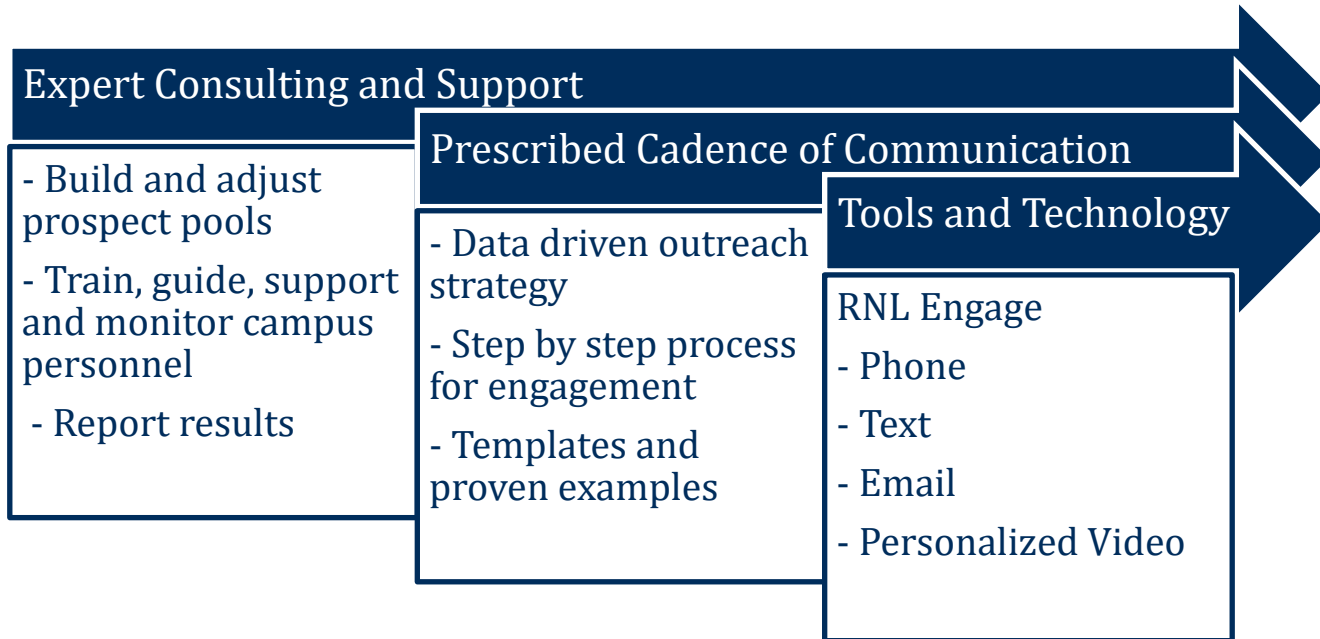 Expert Consulting and Support
- Build and adjust
prospect pools
- Train, guide, support
and monitor campus
personnel
- Report results
Prescribed Cadence of Communication
- Data driven outreach
strategy
- Step by step process
for engagement
- Templates and
proven examples
Tools and Technology
RNL Engage
- Phone
- Text
- Email
- Personalized Video